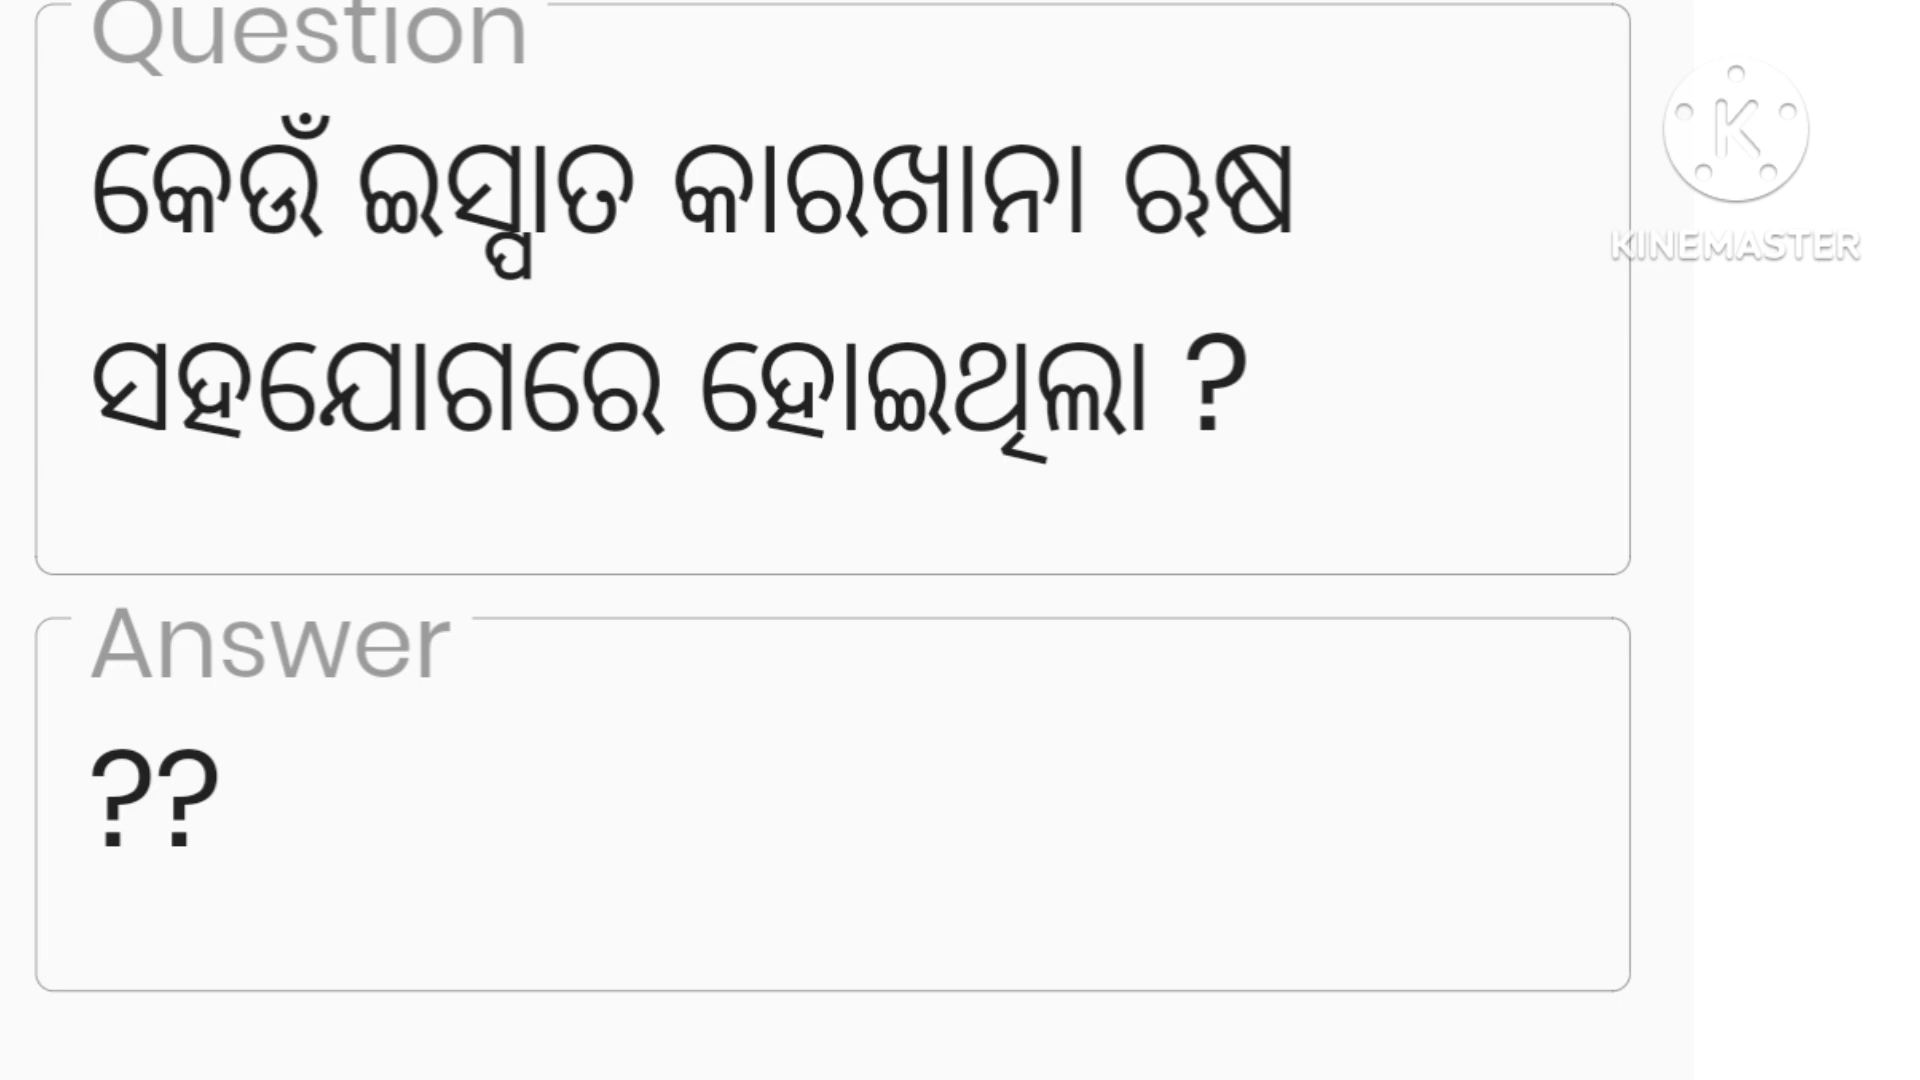 Question
କେଉଁ ଇସ୍ପାତ କାରଖାନା ଋଷ
ସହଯୋଗରେ ହୋଇଥିଲା ?
Answer
??
K
KINEMASTER